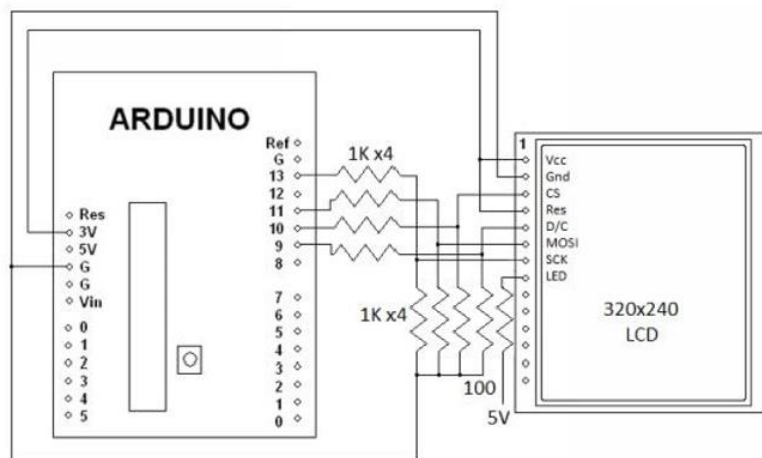 ARDUINO
Ref
G
13
12
11
10
9
8
7
6
5
4
3
2
1
0
Res
3V
5V
G
G
Vin
0
1
2
3
4
5
1K x4
1K x4
100
5V
1
Vcc
Gnd
CS
Res
D/C
MOSI
SCK
LED
320x240
LCD